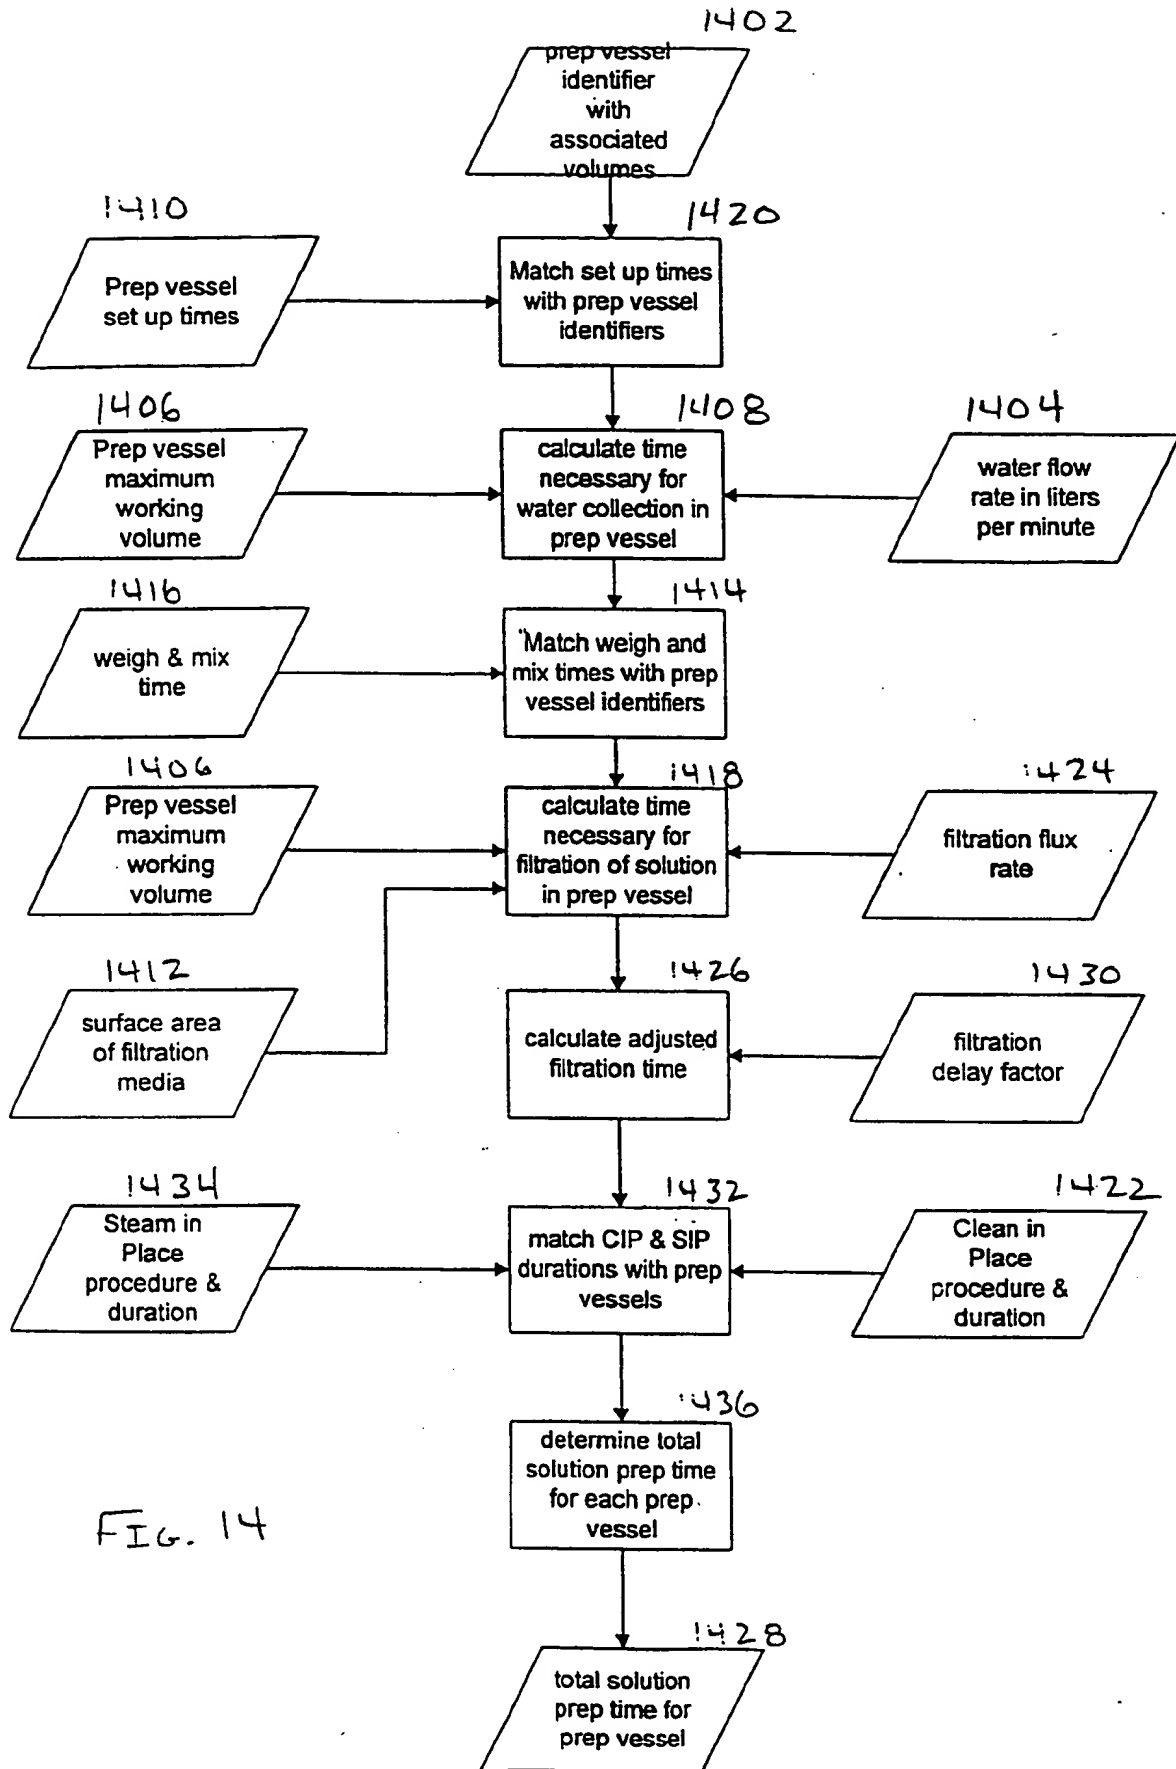 1402
prep vessel
identifier
with
associated
volumes
1410
Prep vessel
set up times
1420
Match set up times
with prep vessel
identifiers
1406
Prep vessel
maximum
working
volume
1408
calculate time
necessary for
water collection in
prep vessel
1404
water flow
rate in liters
per minute
1416
weigh & mix
time
1414
Match weigh and
mix times with prep
vessel identifiers
1406
Prep vessel
maximum
working
volume
1418
calculate time
necessary for
filtration of solution
in prep vessel
1424
filtration flux
rate
1412
surface area
of filtration
media
1426
calculate adjusted
filtration time
1430
filtration
delay factor
1434
Steam in
Place
procedure &
duration
1432
match CIP & SIP
durations with prep
vessels
1422
Clean in
Place
procedure &
duration
1436
determine total
solution prep time
for each prep
vessel
FIG. 14
1428
total solution
prep time for
prep vessel